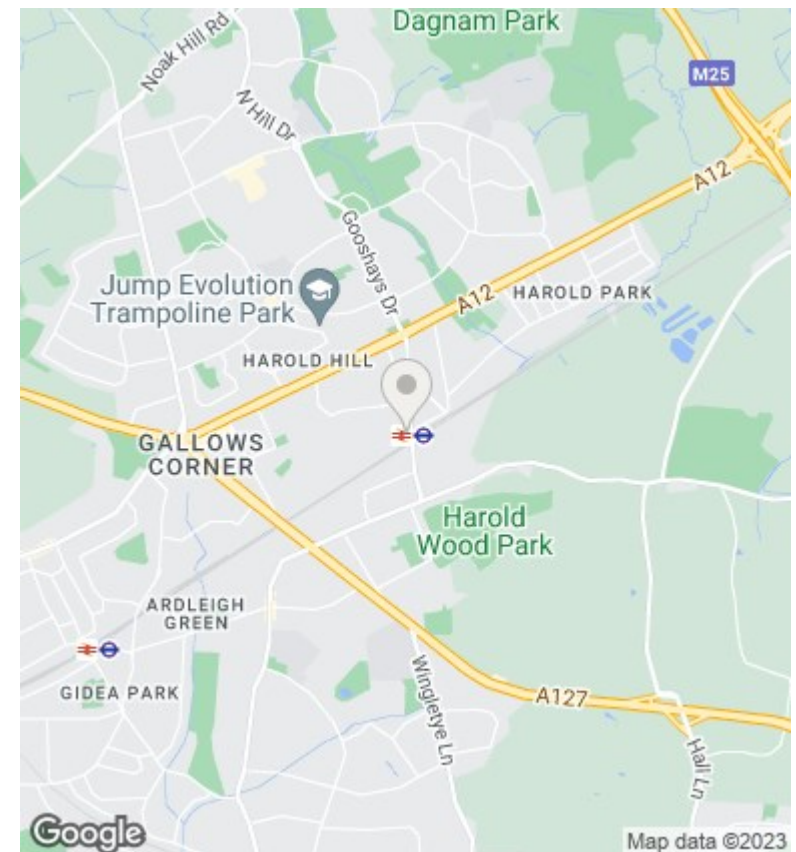 Dagnam Park
Noak Hill Rd
M25
N Hill Dr
A12
Gooshays Dr
Jump Evolution
Trampoline Park
A12
HAROLD PARK
HAROLD HILL
GALLOWS
CORNER
Harold
Wood Park
ARDLEIGH
GREEN
GIDEA PARK
Wingletye Ln
A127
Hall Ln
Google
Map data ©2023